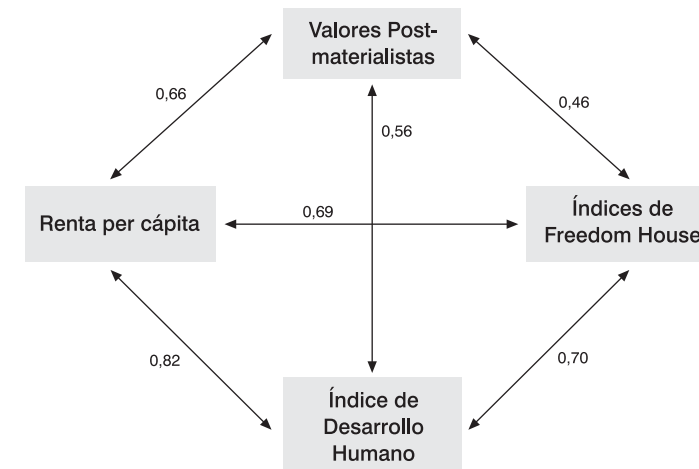 Valores Post-
materialistas
0,66
0,46
0,56
Renta per cápita
0,69
Índices de
Freedom House
0,82
0,70
Índice de
Desarrollo
Humano